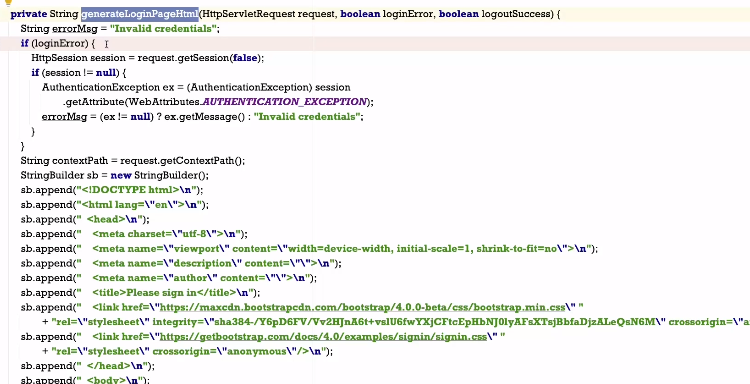 private String generateLoginPageHtml(HttpServletRequest request, boolean loginError, boolean logoutSuccess) {
String errorMsg = "Invalid credentials";
if (loginError) {
HttpSession session = request.getSession(false);
if (session != null) {
AuthenticationException ex = (AuthenticationException) session
.getAttribute(WebAttributes.AUTHENTICATION_EXCEPTION);
errorMsg = (ex != null) ? ex.getMessage() : "Invalid credentials";
}
}
String contextPath = request.getContextPath();
StringBuilder sb = new StringBuilder();
sb.append("<!DOCTYPE html>\n");
sb.append("<html lang=\"en\">\n");
sb.append("  <head>\n");
sb.append("    <meta charset=\"utf-8\">\n");
sb.append("    <meta name=\"viewport\" content=\"width=device-width, initial-scale=1, shrink-to-fit=no\">\n");
sb.append("    <meta name=\"description\" content=\"\">\n");
sb.append("    <meta name=\"author\" content=\"\">\n");
sb.append("    <title>Please sign in</title>\n");
sb.append("    <link href=\"https://maxcdn.bootstrapcdn.com/bootstrap/4.0.0-beta/css/bootstrap.min.css\" "
+ "rel=\"stylesheet\" integrity=\"sha384-/Y6pD6FV/Vv2HJnA6t+vslU6fwYXjCFtcEpHbNJ0lyAFsXTsjBbfaDjzALeQsN6M\" crossorigin=\"a
sb.append("    <link href=\"https://getbootstrap.com/docs/4.0/examples/signin/signin.css\" "
+ "rel=\"stylesheet\" crossorigin=\"anonymous\"/>\n");
sb.append("  </head>\n");
sb.append("  <body>\n");